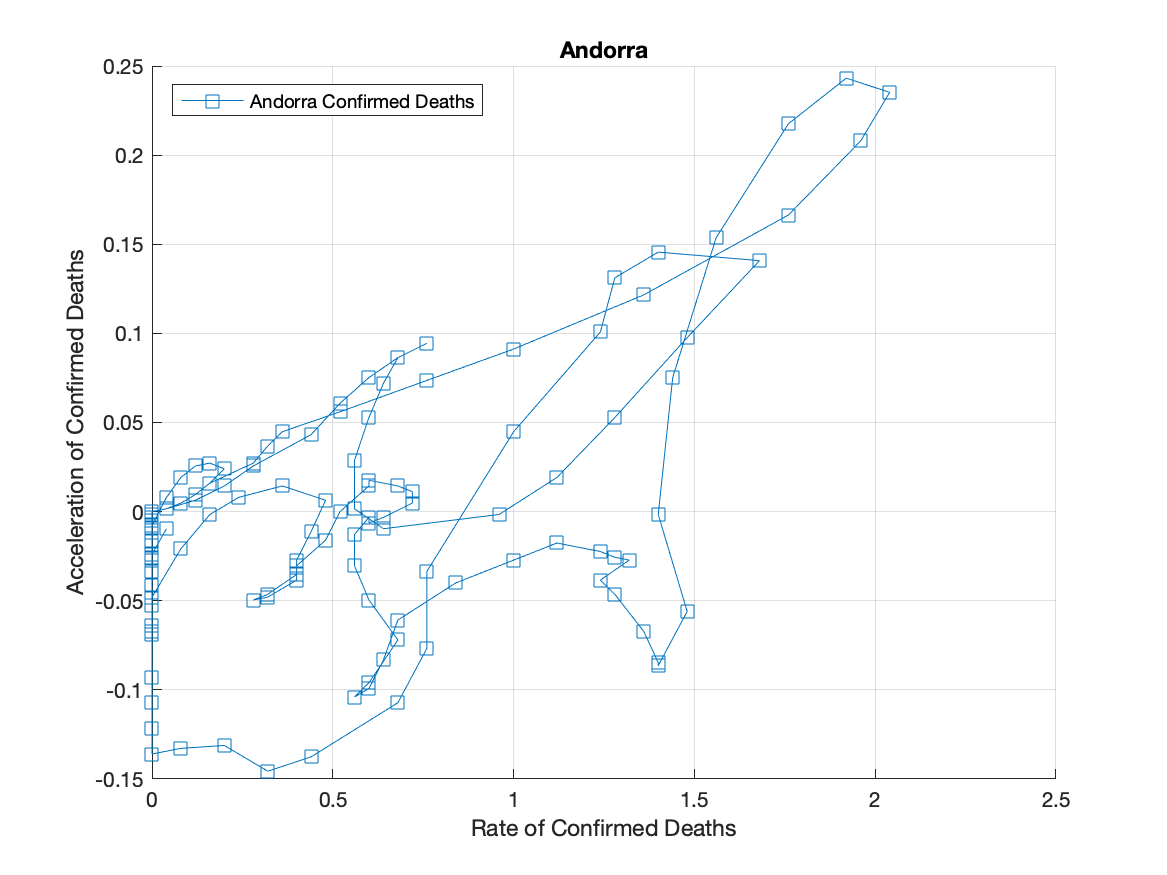 Andorra
0.25
Andorra Confirmed Deaths
0.2
0.15
0.1
0.05
0
-0.05
-0.1
-0.15
Acceleration of Confirmed Deaths
0 0.5 1 1.5 2 2.5
Rate of Confirmed Deaths